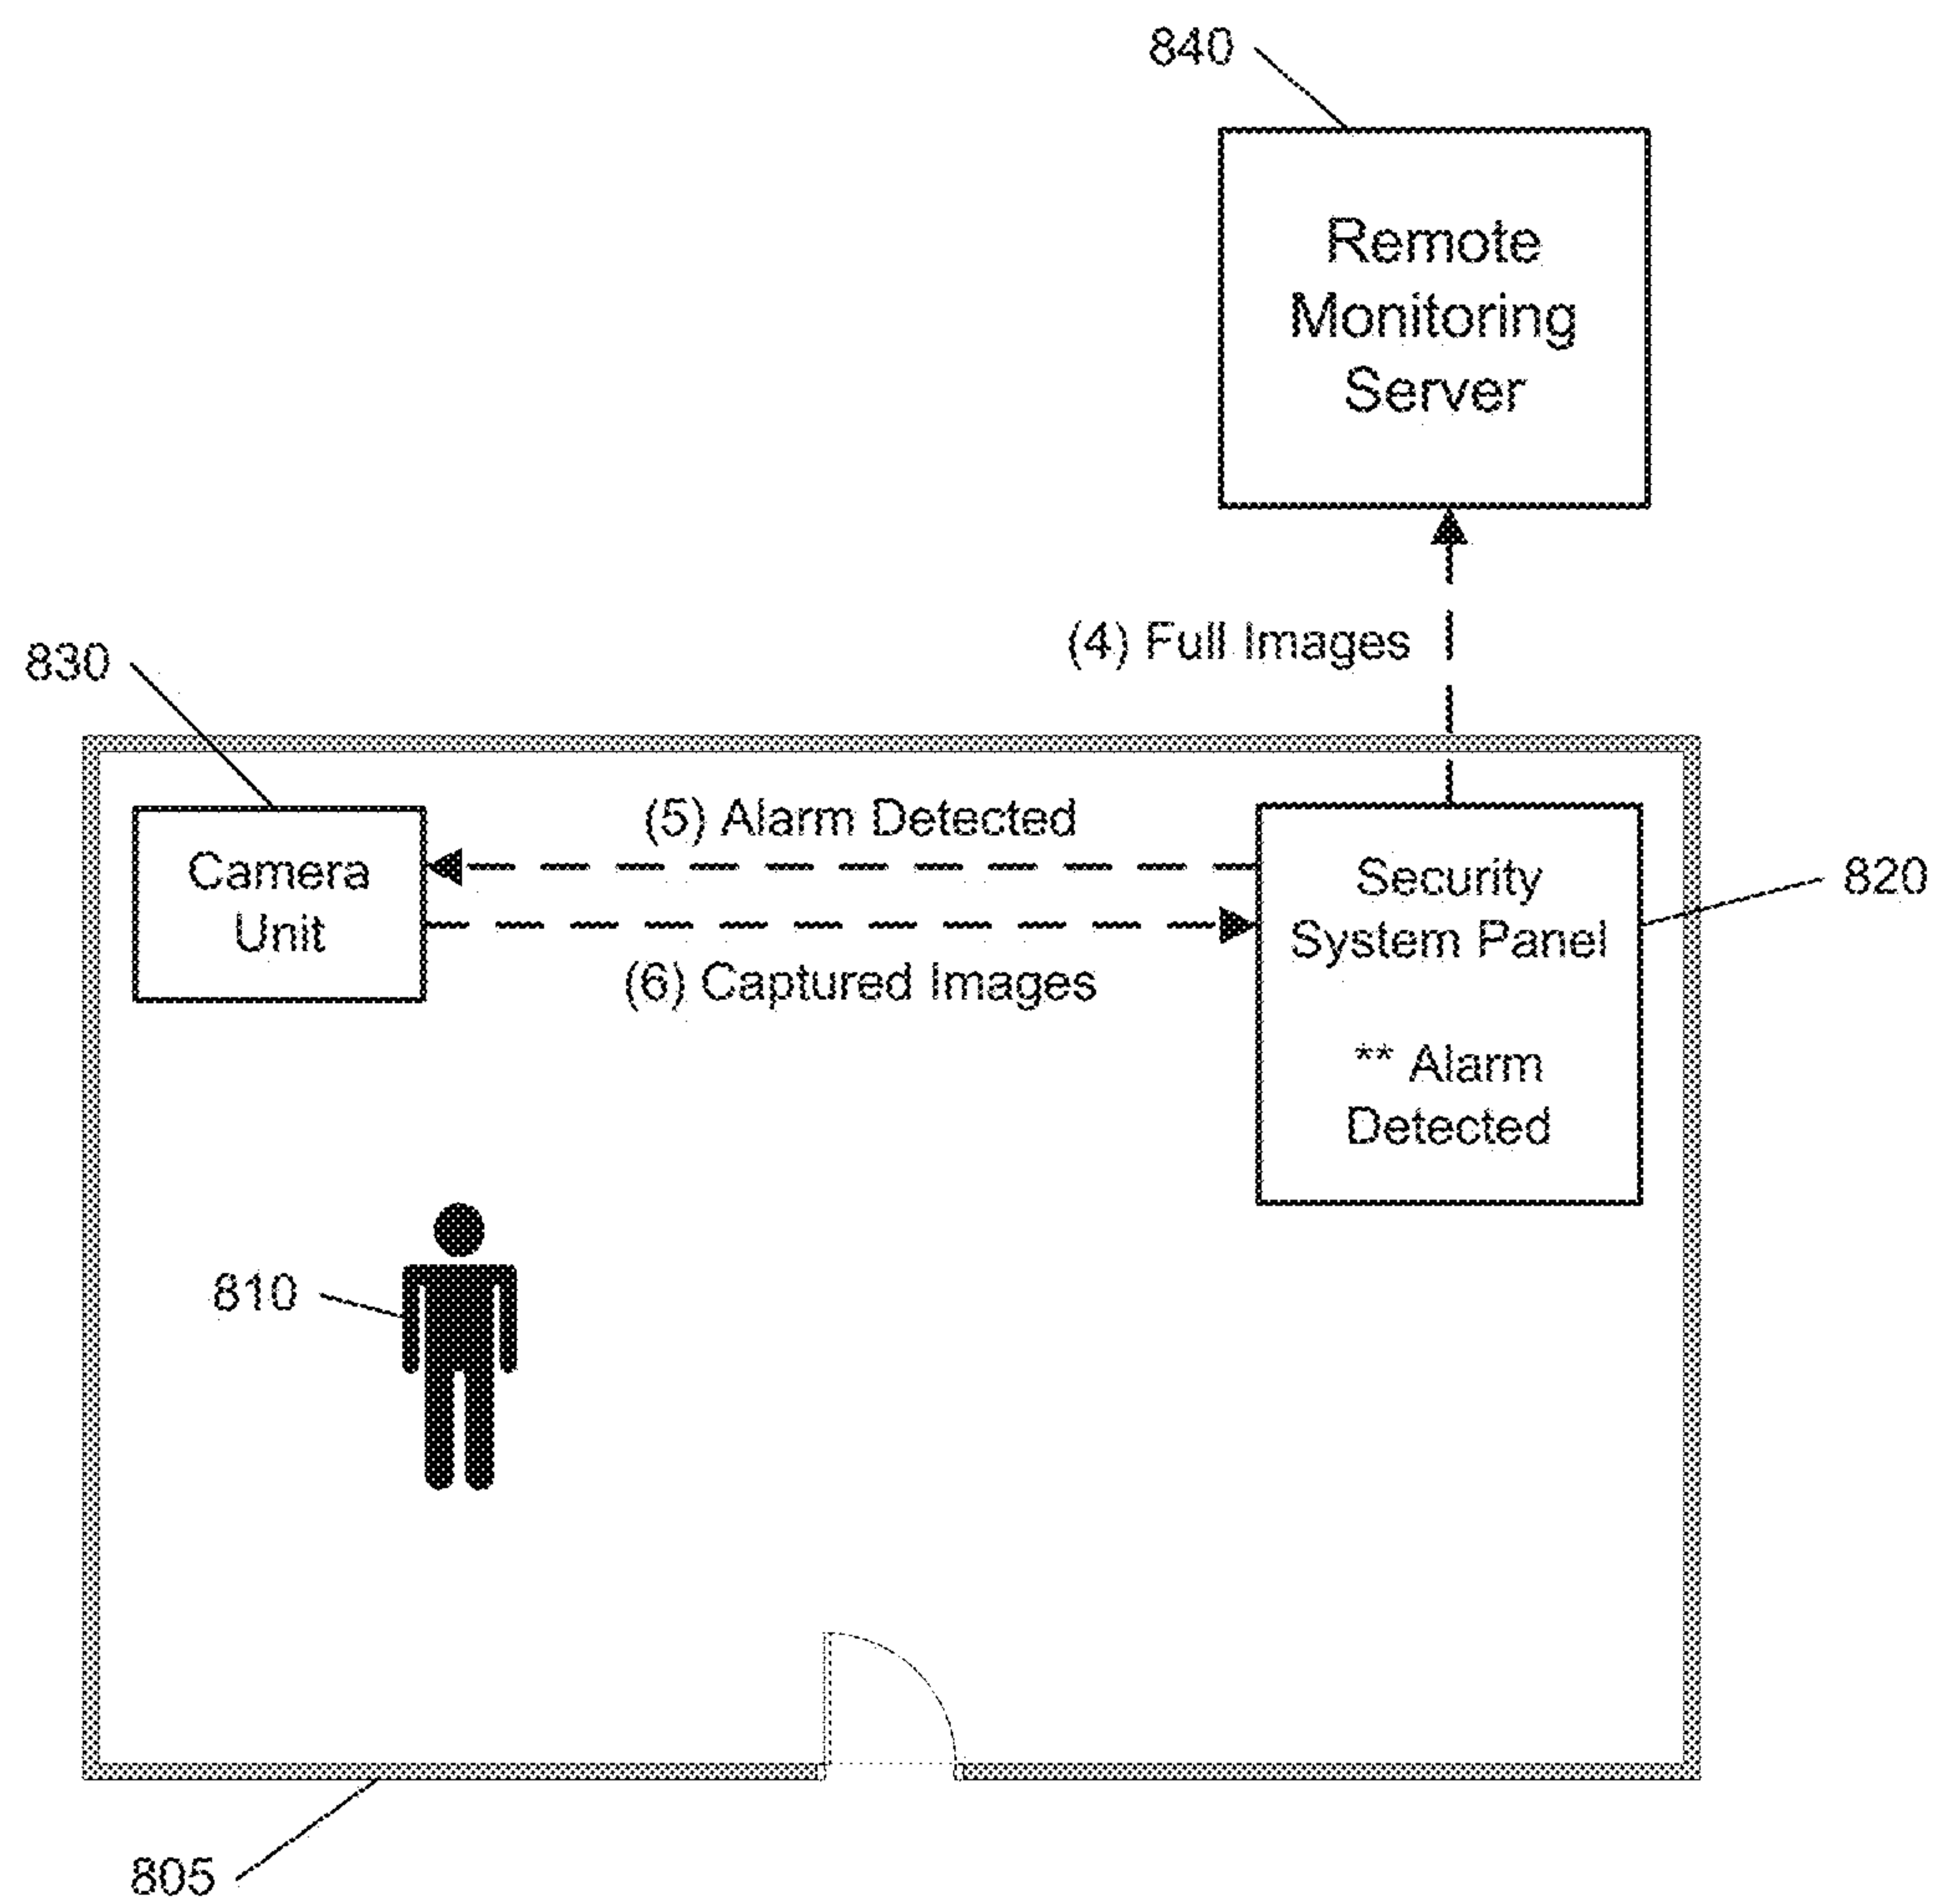 840
Remote
Monitoring
Server
(4) Full Images
830
(5) Alarm Detected
Camera
Unit
(6) Captured Images
Security
System Panel
** Alarm
Detected
820
810
805